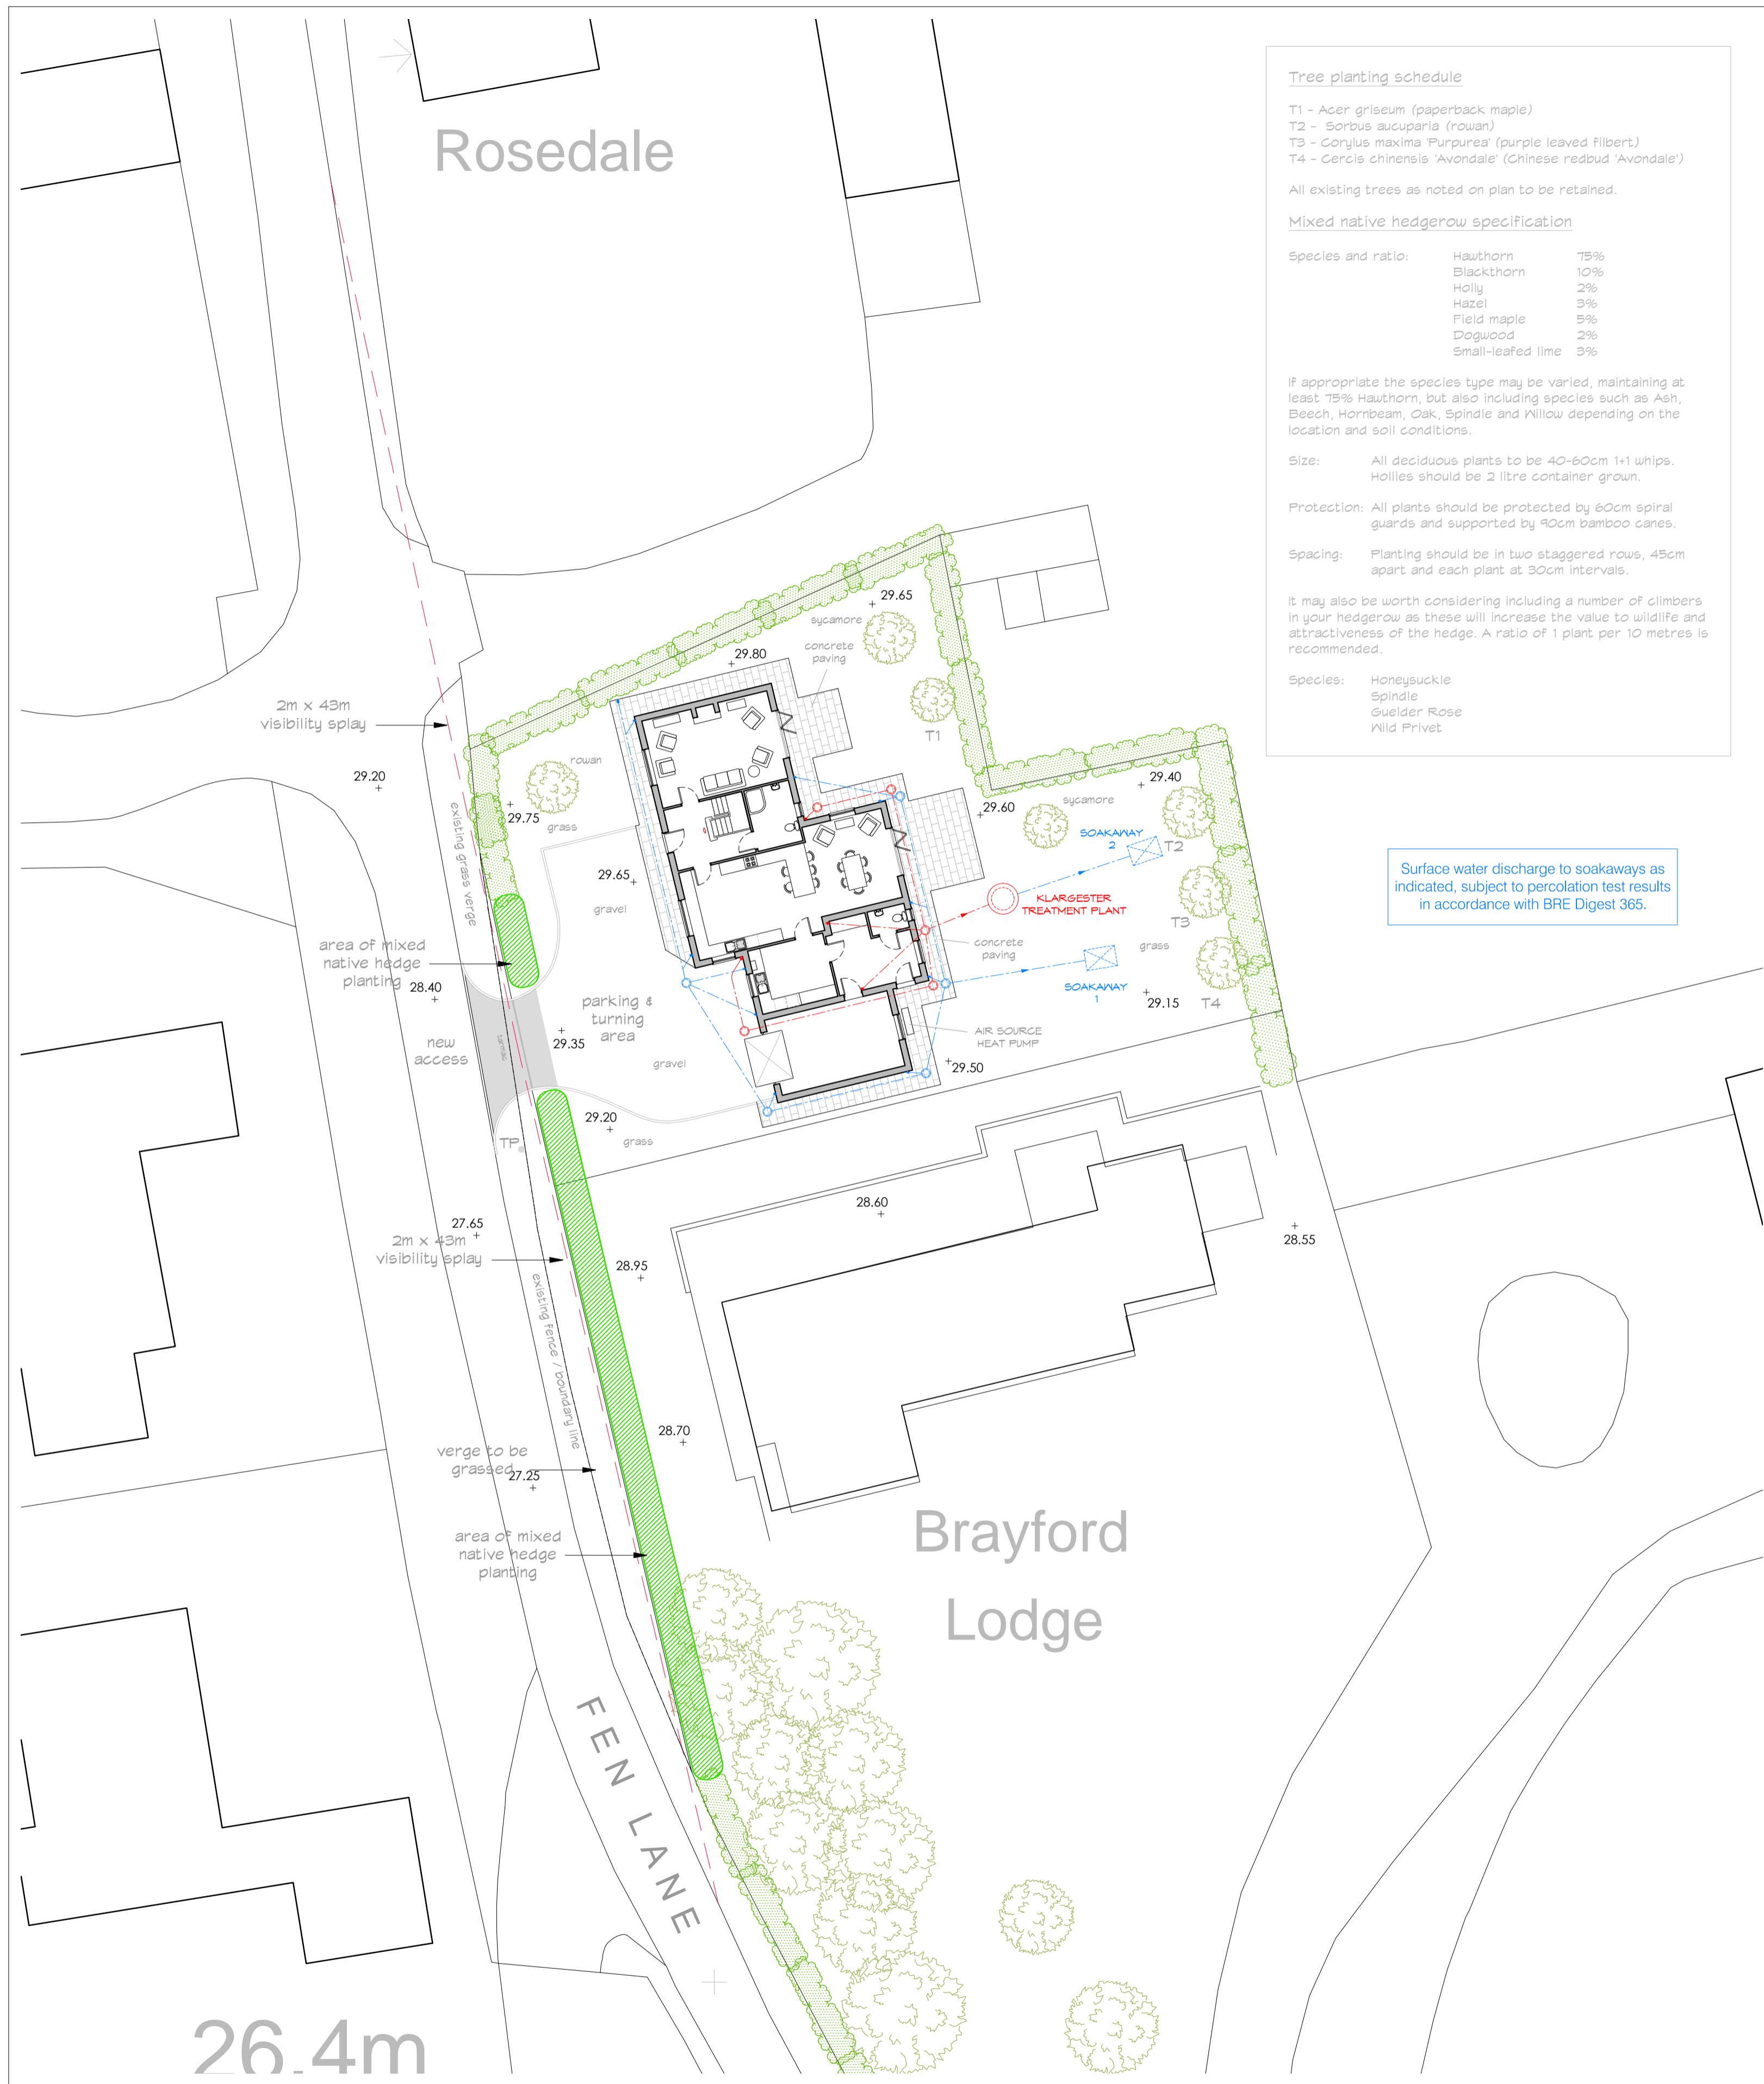 Rosedale
Tree planting schedule
T1 - Acer griseum (paperback maple)
T2 - Sorbus aucuparia (rowan)
T3 - Corylus maxima 'Purpurea' (purple leaved filbert)
T4 - Cercis chinensis 'Avondale' (Chinese redbud 'Avondale')
All existing trees as noted on plan to be retained.
Mixed native hedgerow specification
Species and ratio: Hawthorn 75%
Blackthorn 10%
Holly 2%
Hazel 3%
Field maple 5%
Dogwood 2%
Small-leafed lime 3%
If appropriate the species type may be varied, maintaining at
least 75% Hawthorn, but also including species such as Ash,
Beech, Hornbeam, Oak, Spindle and Willow depending on the
location and soil conditions.
Size: All deciduous plants to be 40-60cm 1+1 whips.
Hollies should be 2 litre container grown.
Protection: All plants should be protected by 60cm spiral
guards and supported by 90cm bamboo canes.
Spacing: Planting should be in two staggered rows, 45cm
apart and each plant at 30cm intervals.
It may also be worth considering including a number of climbers
in your hedgerow as these will increase the value to wildlife and
attractiveness of the hedge. A ratio of 1 plant per 10 metres is
recommended.
Species: Honeysuckle
Spindle
Guelder Rose
Wild Privet
29.65
sycamore
concrete
paving
29.80
2m x 43m
visibility splay
T1
rowan
29.20
29.40
29.75
grass
existing grass verge
29.60
sycamore
SOAKAWAY
2
T2
29.65
gravel
KLARGESTER
TREATMENT PLANT
T3
Surface water discharge to soakaways as
indicated, subject to percolation test results
in accordance with BRE Digest 365.
area of mixed
native hedge
planting
28.40
concrete
paving
grass
SOAKAWAY
1
29.15
T4
parking &
turning
area
new
access
tarmac
29.35
gravel
AIR SOURCE
HEAT PUMP
29.50
29.20
grass
TP
28.60
27.65
2m x 43m
visibility splay
28.55
28.95
existing fence / boundary line
28.70
verge to be
grassed
27.25
area of mixed
native hedge
planting
Brayford
Lodge
FEN LANE
26.4m